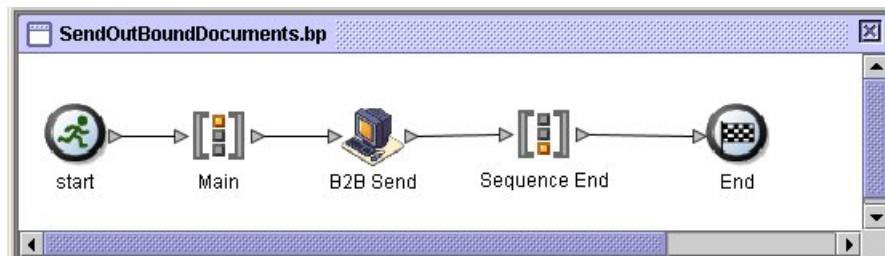 SendOutBoundDocuments.bp
start
Main
B2B Send
Sequence End
End